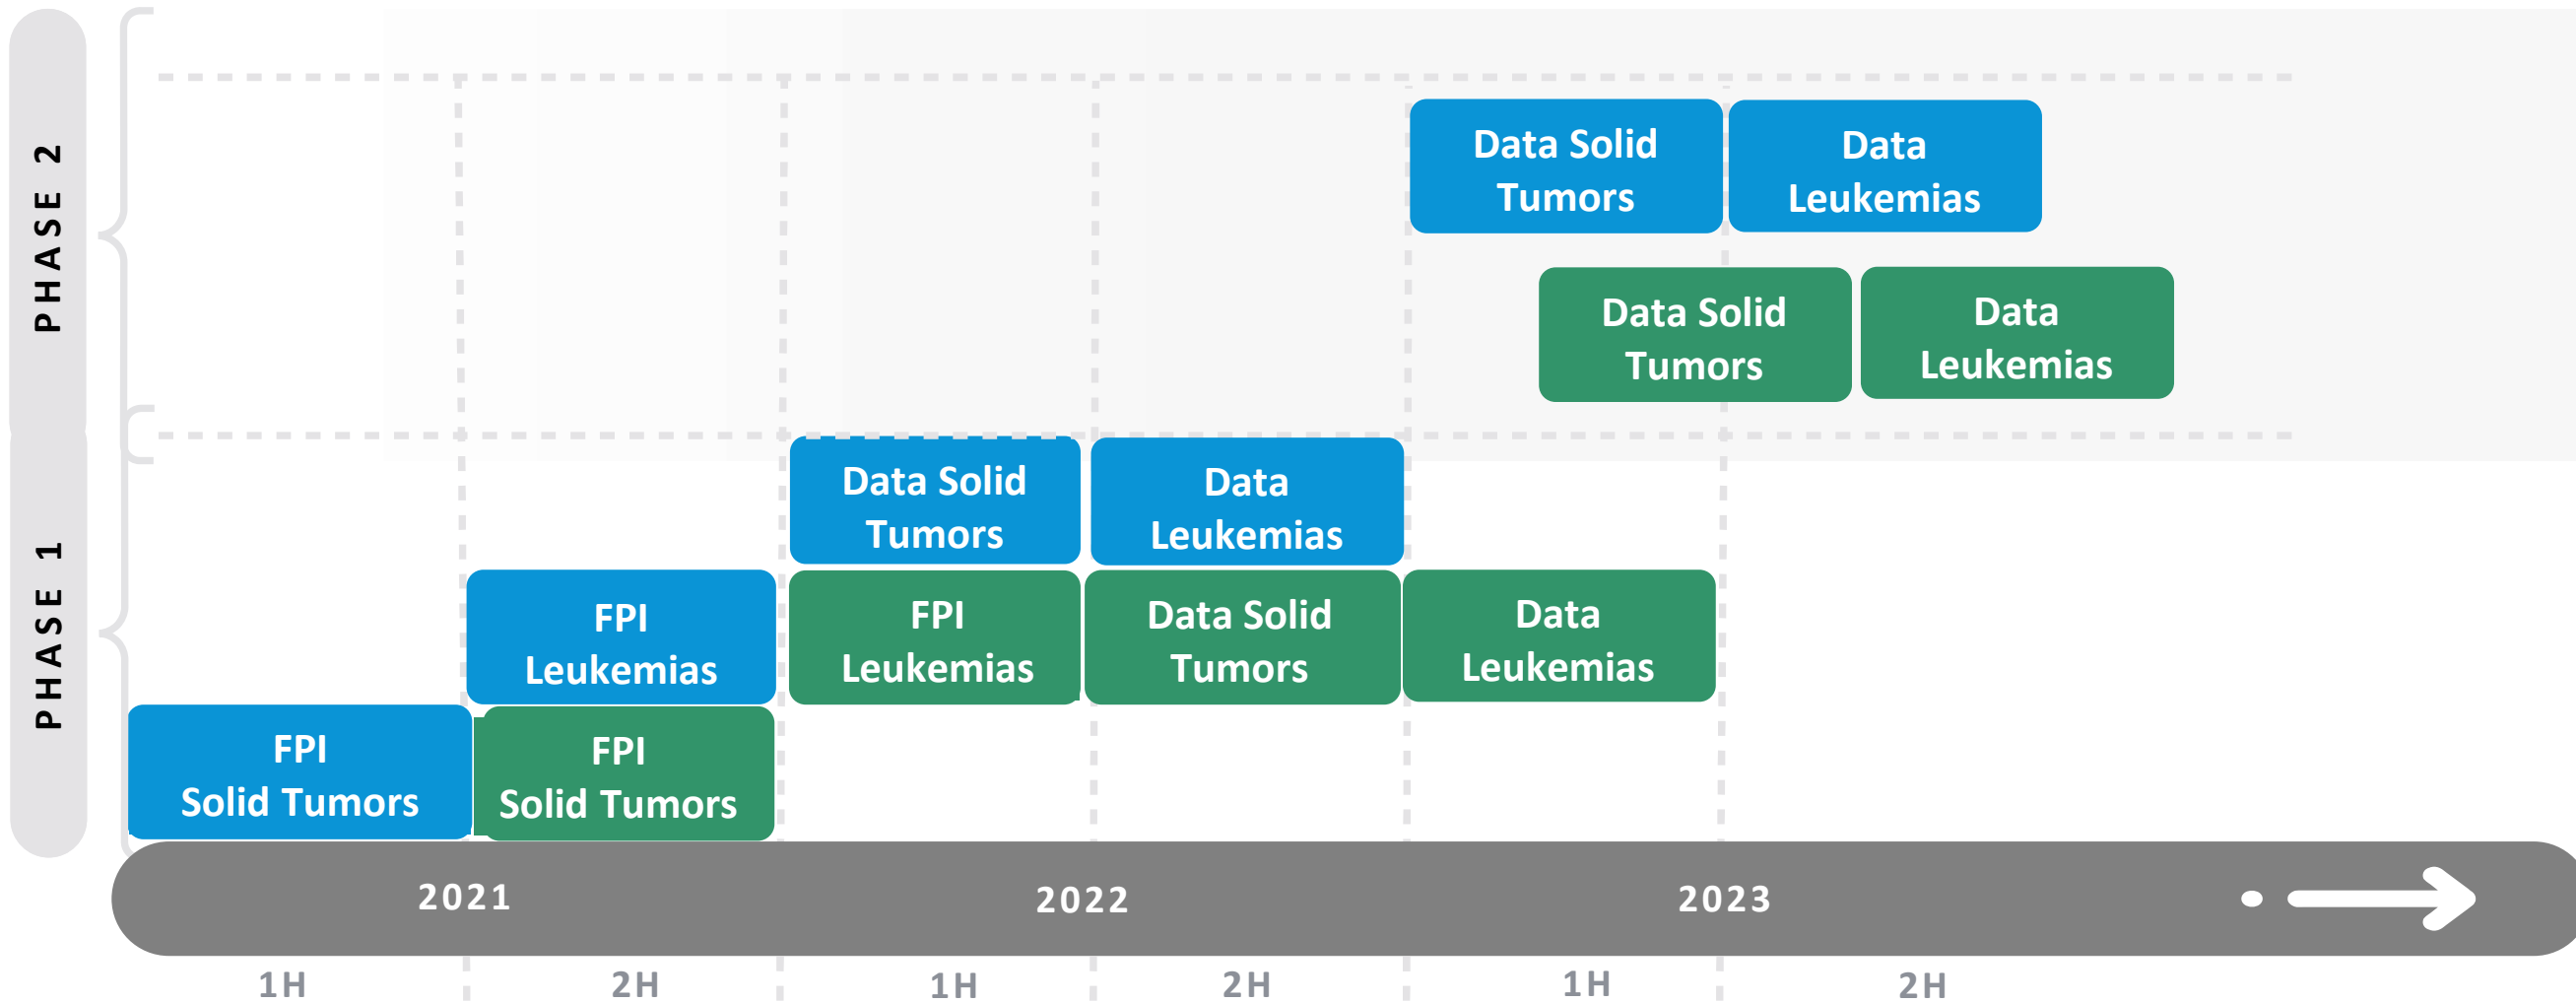 PHASE 2
Data Solid
Tumors
Data
Leukemias
Data Solid
Tumors
Data
Leukemias
PHASE 1
Data Solid
Tumors
Data
Leukemias
FPI
Leukemias
FPI
Leukemias
Data Solid
Tumors
Data
Leukemias
FPI
Solid Tumors
FPI
Solid Tumors
2021
2022
2023
1H
2H
1H
2H
1H
2H